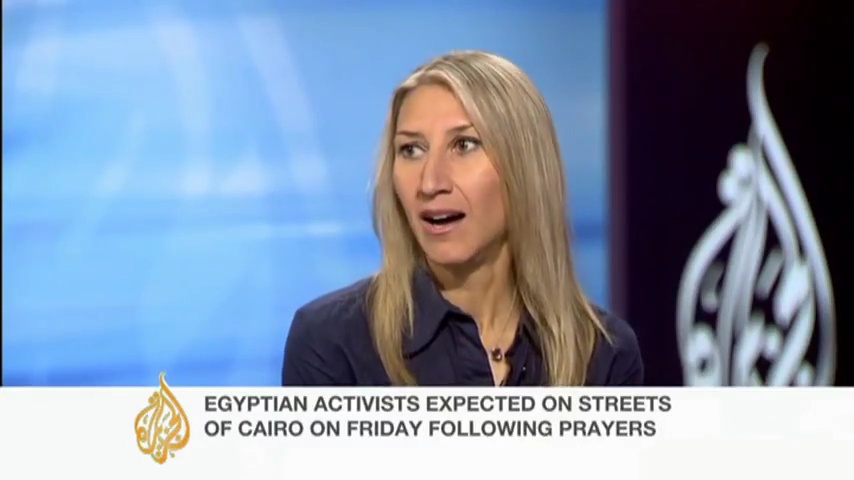 EGYPTIAN ACTIVISTS EXPECTED ON STREETS
OF CAIRO ON FRIDAY FOLLOWING PRAYERS